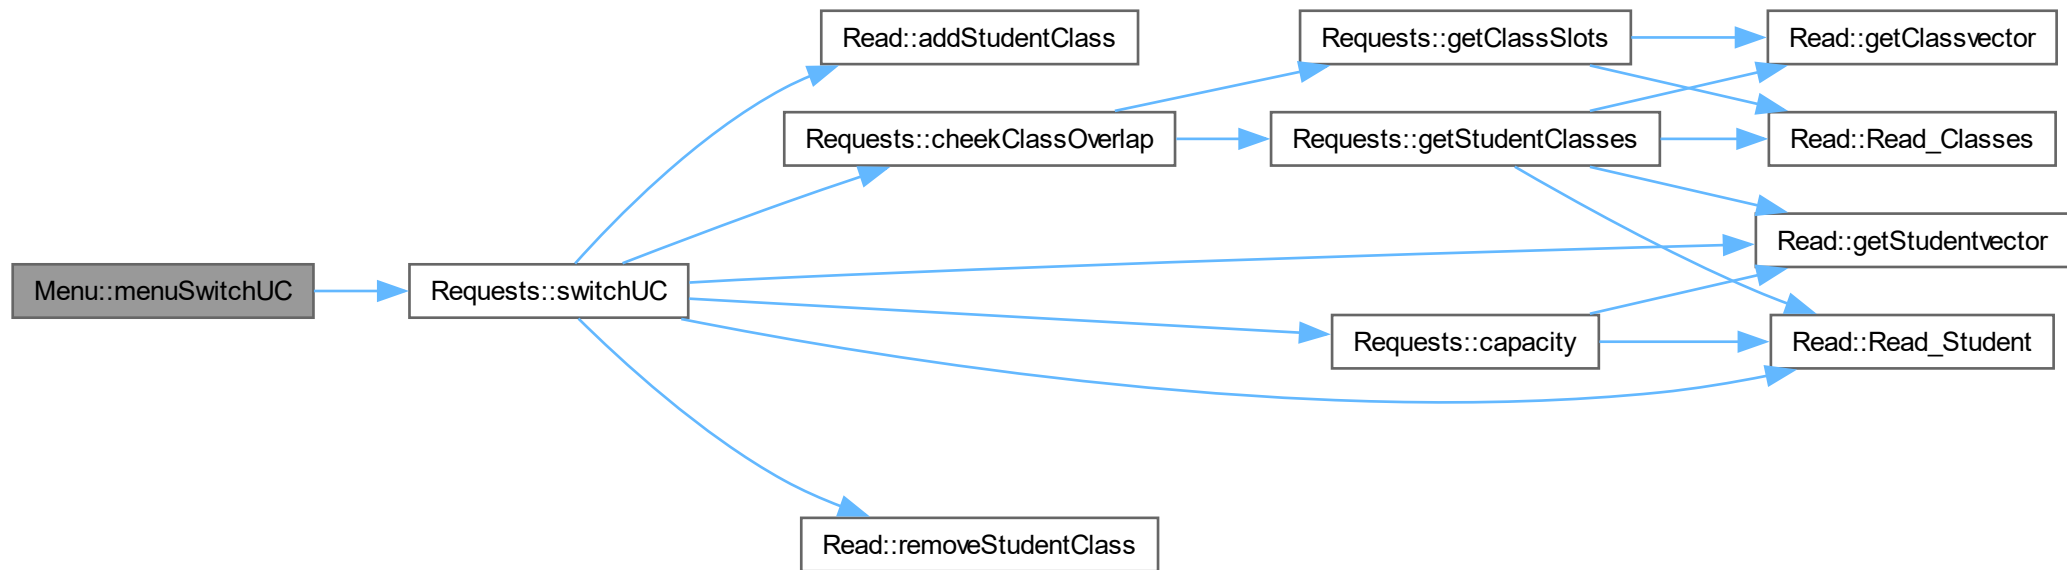 Read::addStudentClass
Requests::getClassSlots
Read::getClassvector
Requests::cheekClassOverlap
Requests::getStudentClasses
Read::Read_Classes
Read::getStudentvector
Menu::menuSwitchUC
Requests::switchUC
Requests::capacity
Read::Read_Student
Read::removeStudentClass